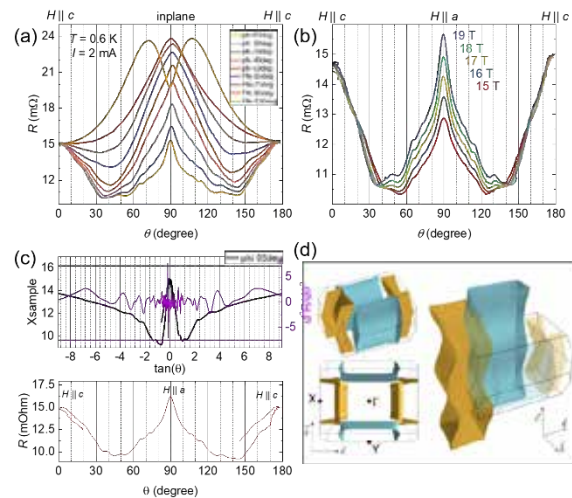 H || c inplane H || c
(a) T = 0.6 K
I = 2 mA
24
21
18
15
12
R (mΩ)
0 30 60 90 120 150 180
θ (degree)
H || c H || a H || c
(b)
19 T
18 T
17 T
16 T
15 T
15
14
13
12
11
R (mΩ)
0 30 60 90 120 150 180
θ (degree)
(c)
16
14
12
10
Xsample
5
0
-5
-8 -6 -4 -2 0 2 4 6 8
tan(θ)
H || c H || a H || c
17.5
15.0
12.5
10.0
R (mOhm)
0 30 60 90 120 150 180
θ (degree)
(d)
X Γ
Y